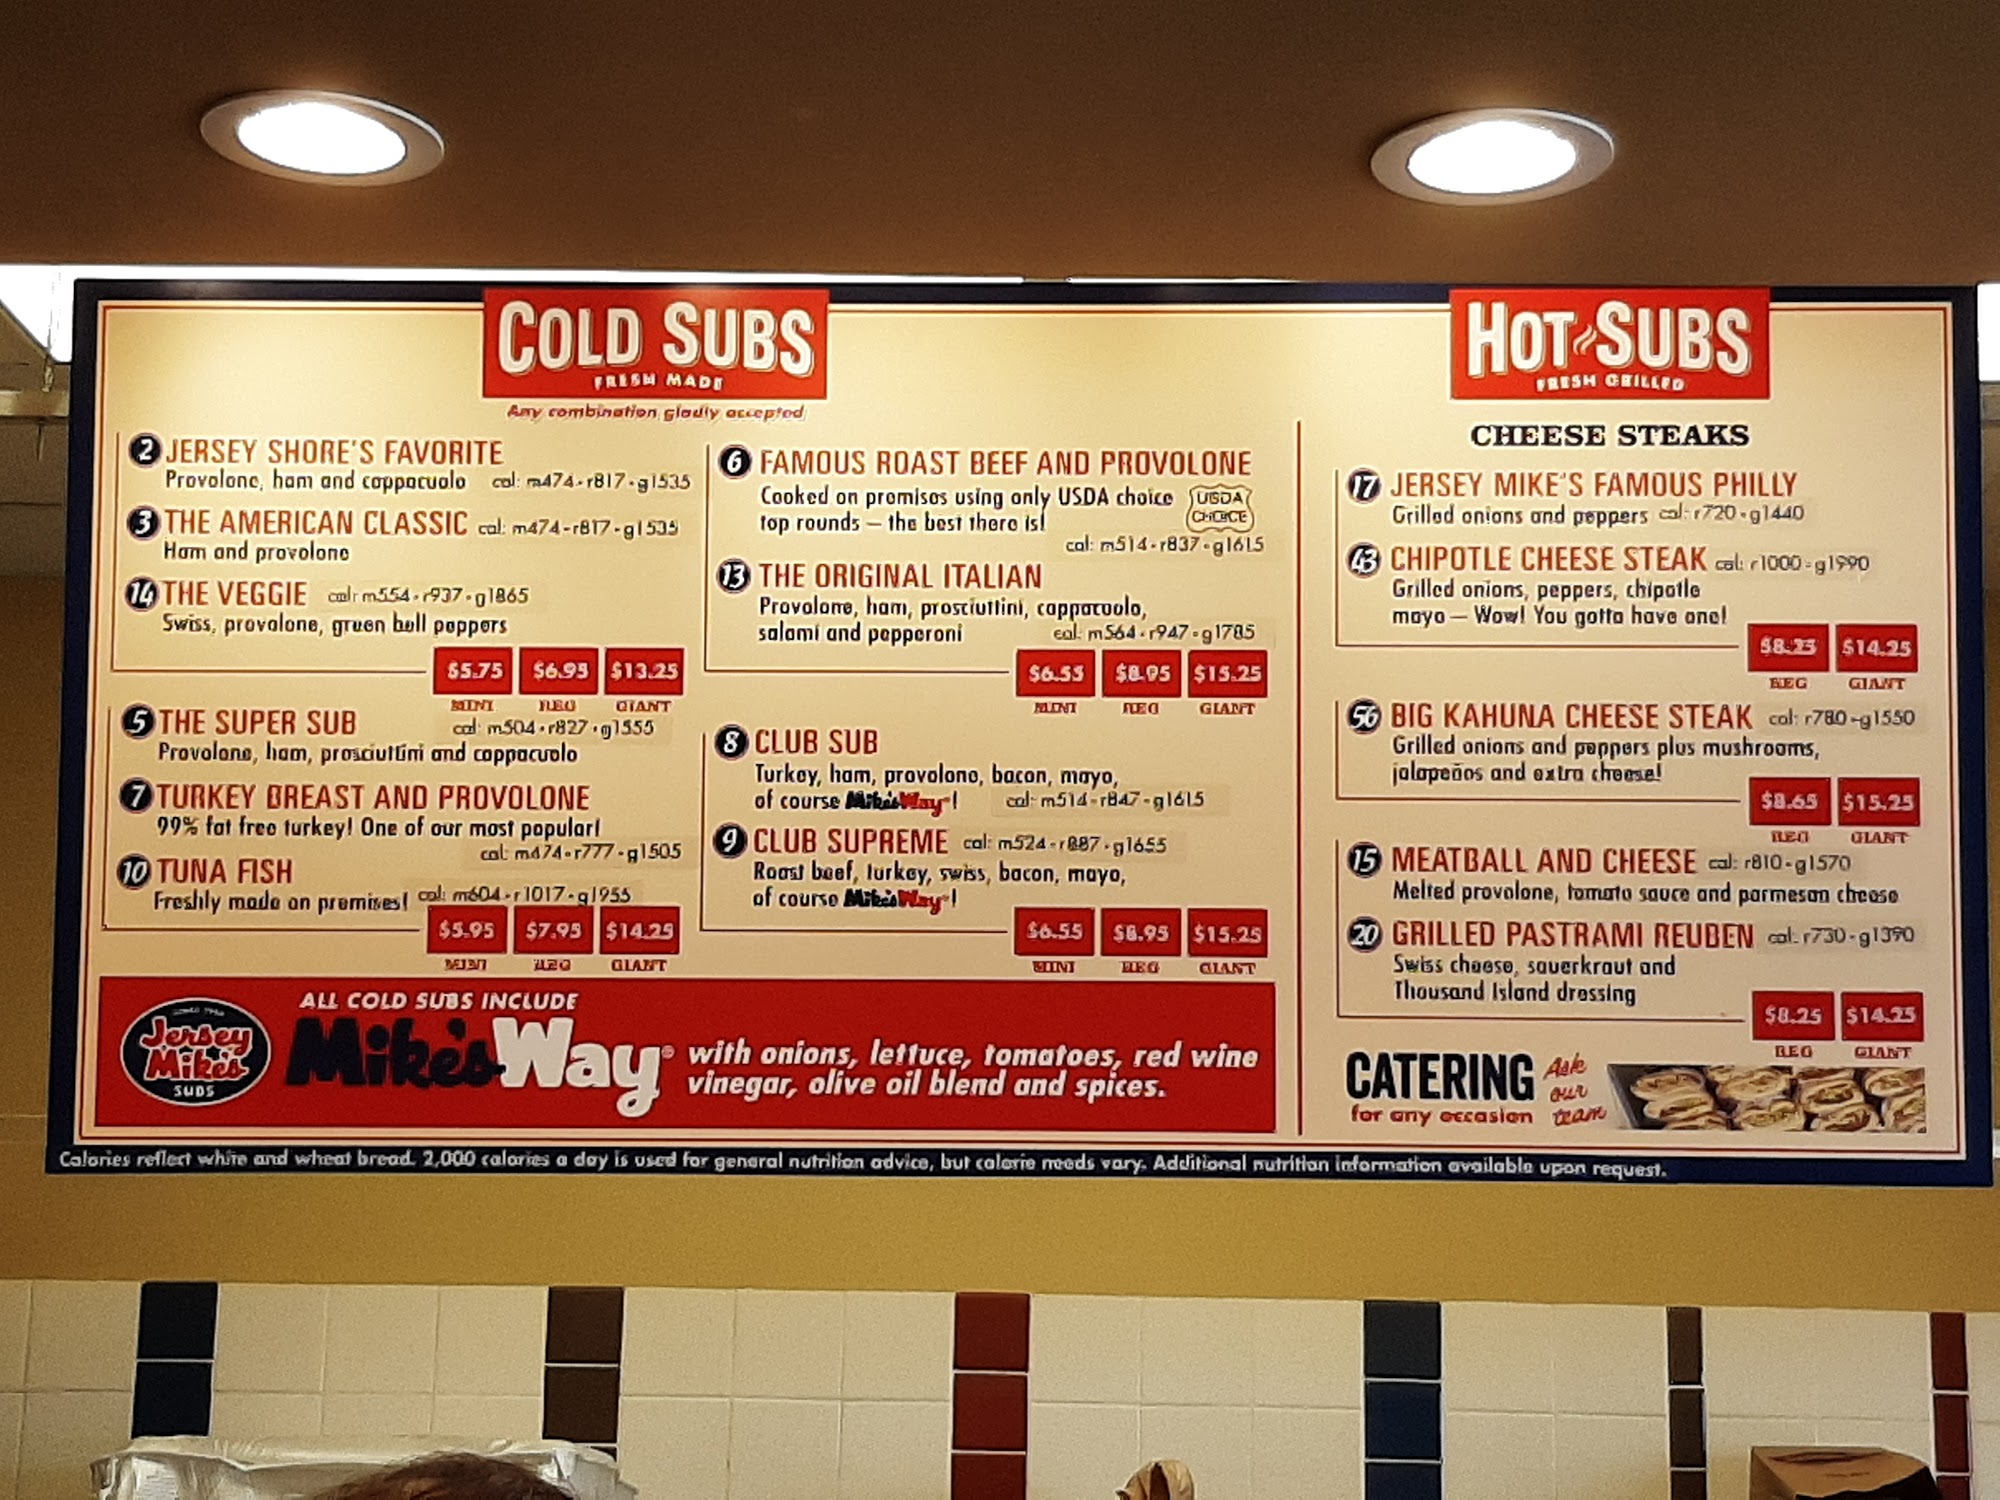 COLD SUBS
FRESH MADE
Any combination gladly accepted
2 JERSEY SHORE'S FAVORITE
Provolone, ham and cappacuolo cal: m474-r817-g1535
3 THE AMERICAN CLASSIC cal: m474-r817-g1535
Ham and provolone
14 THE VEGGIE cal: m554-r937-g1865
Swiss, provolone, green bell peppers
$5.75 $6.95 $13.25
MINI REG GIANT
5 THE SUPER SUB cal: m504-r827-g1555
Provolone, ham, prosciuttini and cappacuolo
7 TURKEY BREAST AND PROVOLONE
99% fat free turkey! One of our most popular!
cal: m474-r777-g1505
10 TUNA FISH
Freshly made on premises! cal: m604-r1017-g1955
$5.95 $7.95 $14.25
MINI REG GIANT
6 FAMOUS ROAST BEEF AND PROVOLONE
Cooked on premises using only USDA choice
top rounds — the best there is!
USDA
CHOICE
cal: m514-r837-g1615
13 THE ORIGINAL ITALIAN
Provolone, ham, prosciuttini, cappacuolo,
salami and pepperoni cal: m564-r947-g1785
$6.55 $8.95 $15.25
MINI REG GIANT
8 CLUB SUB
Turkey, ham, provolone, bacon, mayo,
of course Mike's Way! cal: m514-r847-g1615
9 CLUB SUPREME cal: m524-r887-g1655
Roast beef, turkey, swiss, bacon, mayo,
of course Mike's Way!
$6.55 $8.95 $15.25
MINI REG GIANT
Jersey
Mike's
SUBS
ALL COLD SUBS INCLUDE
Mike's Way® with onions, lettuce, tomatoes, red wine
vinegar, olive oil blend and spices.
HOT SUBS
FRESH GRILLED
CHEESE STEAKS
17 JERSEY MIKE'S FAMOUS PHILLY
Grilled onions and peppers cal: r720-g1440
43 CHIPOTLE CHEESE STEAK cal: r1000-g1990
Grilled onions, peppers, chipotle
mayo — Wow! You gotta have one!
$8.25 $14.25
REG GIANT
56 BIG KAHUNA CHEESE STEAK cal: r780-g1550
Grilled onions and peppers plus mushrooms,
jalapeños and extra cheese!
$8.65 $15.25
REG GIANT
15 MEATBALL AND CHEESE cal: r810-g1570
Melted provolone, tomato sauce and parmesan cheese
20 GRILLED PASTRAMI REUBEN cal: r730-g1390
Swiss cheese, sauerkraut and
Thousand Island dressing
$8.25 $14.25
REG GIANT
CATERING
for any occasion
Ask
our
team
Calories reflect white and wheat bread. 2,000 calories a day is used for general nutrition advice, but calorie needs vary. Additional nutrition information available upon request.